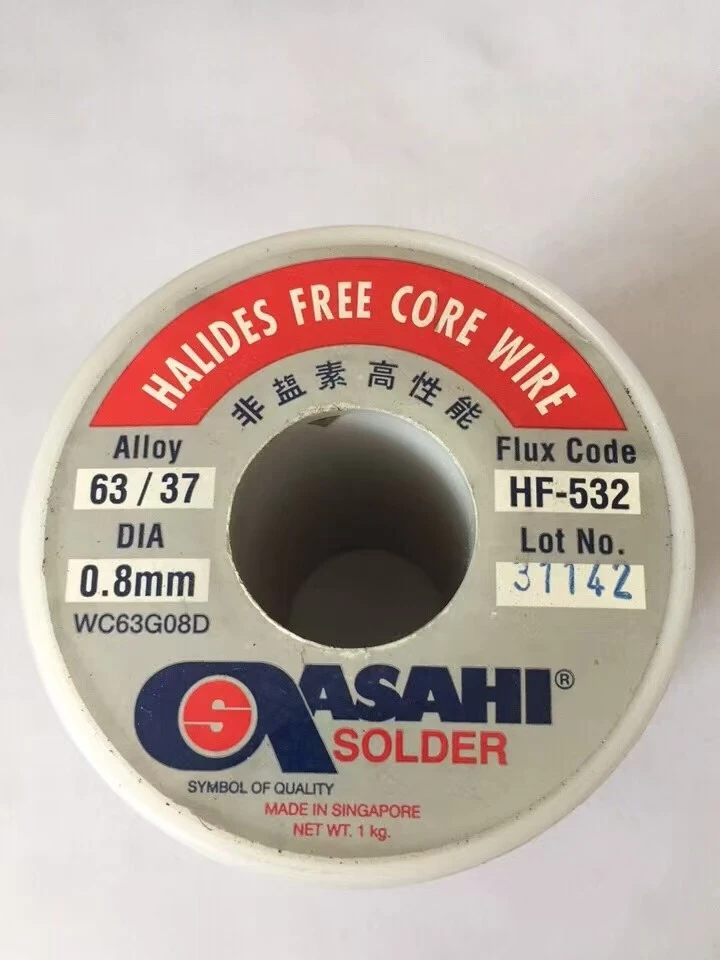 HALIDES FREE CORE WIRE
非塩素高性能
Alloy
63 / 37
DIA
0.8mm
WC63G08D
Flux Code
HF-532
Lot No.
31142
S
ASAHI®
SOLDER
SYMBOL OF QUALITY
MADE IN SINGAPORE
NET WT. 1 kg.